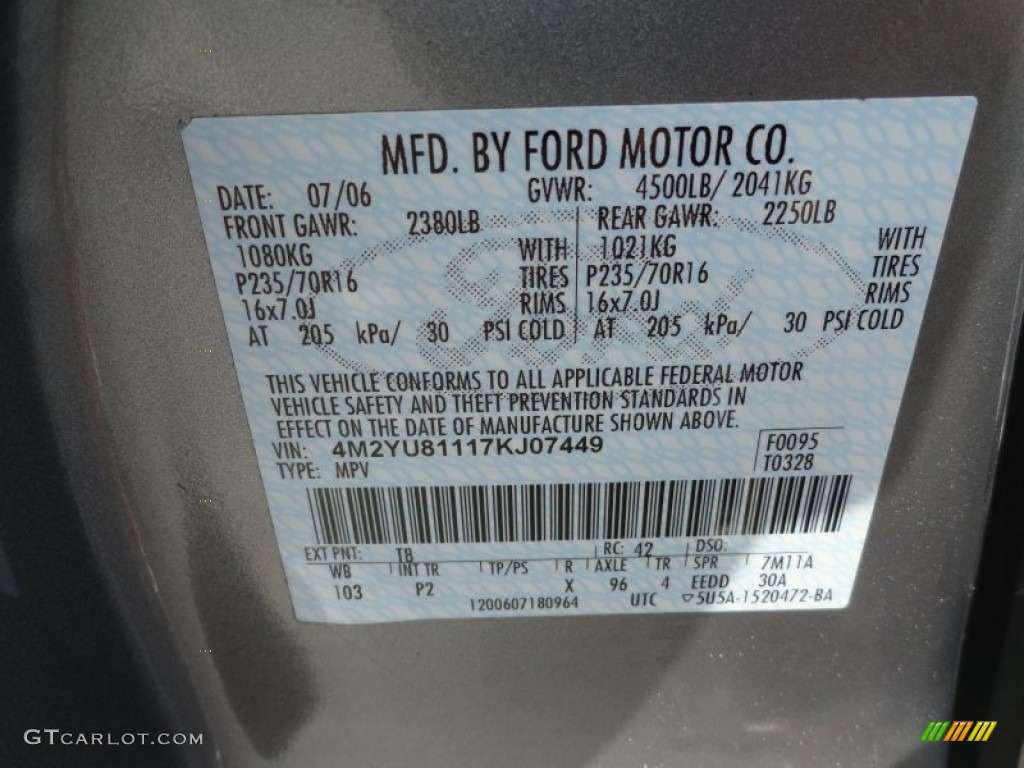 MFD. BY FORD MOTOR CO.
DATE: 07/06 GVWR: 4500LB/ 2041KG
FRONT GAWR: 2380LB REAR GAWR: 2250LB
1080KG WITH 1021KG WITH
P235/70R16 TIRES P235/70R16 TIRES
16x7.0J RIMS 16x7.0J RIMS
AT 205 kPa/ 30 PSI COLD AT 205 kPa/ 30 PSI COLD
THIS VEHICLE CONFORMS TO ALL APPLICABLE FEDERAL MOTOR
VEHICLE SAFETY AND THEFT PREVENTION STANDARDS IN
EFFECT ON THE DATE OF MANUFACTURE SHOWN ABOVE.
VIN: 4M2YU81117KJ07449 F0095
TYPE: MPV T0328
EXT PNT: T8 RC: 42 DSO:
WB INT TR TP/PS R AXLE TR SPR 7M11A
103 P2 X 96 4 EEDD 30A
1200607180964 UTC ▽5U5A-1520472-BA
GTCARLOT.COM